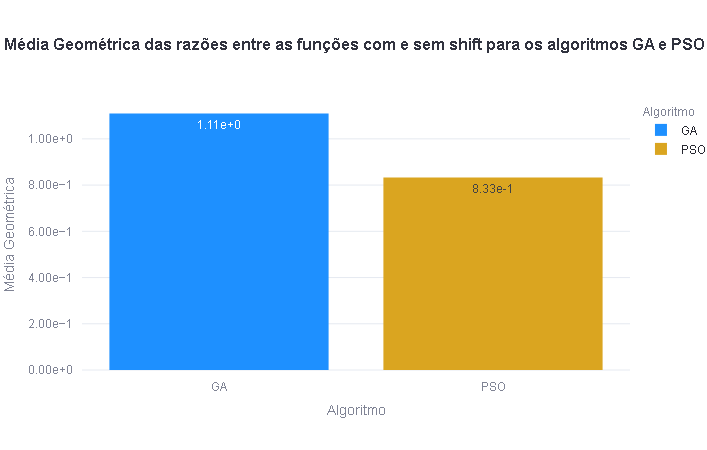 Média Geométrica das razões entre as funções com e sem shift para os algoritmos GA e PSO
Algoritmo
GA
PSO
1.11e+0
8.33e-1
Média Geométrica
1.00e+0
8.00e−1
6.00e−1
4.00e−1
2.00e−1
0.00e+0
GA
PSO
Algoritmo